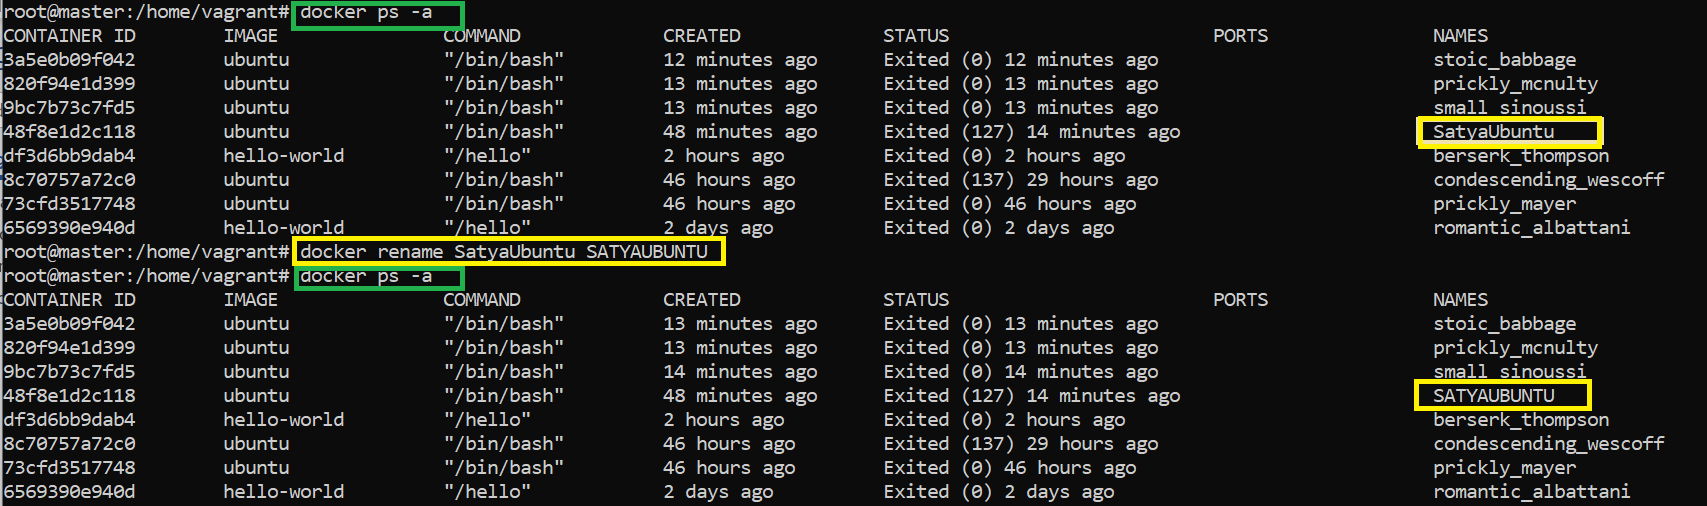 root@master:/home/vagrant# docker ps -a
CONTAINER ID IMAGE COMMAND CREATED STATUS PORTS NAMES
3a5e0b09f042 ubuntu "/bin/bash" 12 minutes ago Exited (0) 12 minutes ago stoic_babbage
820f94e1d399 ubuntu "/bin/bash" 13 minutes ago Exited (0) 13 minutes ago prickly_mcnulty
9bc7b73c7fd5 ubuntu "/bin/bash" 13 minutes ago Exited (0) 13 minutes ago small_sinoussi
48f8e1d2c118 ubuntu "/bin/bash" 48 minutes ago Exited (127) 14 minutes ago SatyaUbuntu
df3d6bb9dab4 hello-world "/hello" 2 hours ago Exited (0) 2 hours ago berserk_thompson
8c70757a72c0 ubuntu "/bin/bash" 46 hours ago Exited (137) 29 hours ago condescending_wescoff
73cfd3517748 ubuntu "/bin/bash" 46 hours ago Exited (0) 46 hours ago prickly_mayer
6569390e940d hello-world "/hello" 2 days ago Exited (0) 2 days ago romantic_albattani
root@master:/home/vagrant# docker rename SatyaUbuntu SATYAUBUNTU
root@master:/home/vagrant# docker ps -a
CONTAINER ID IMAGE COMMAND CREATED STATUS PORTS NAMES
3a5e0b09f042 ubuntu "/bin/bash" 13 minutes ago Exited (0) 13 minutes ago stoic_babbage
820f94e1d399 ubuntu "/bin/bash" 13 minutes ago Exited (0) 13 minutes ago prickly_mcnulty
9bc7b73c7fd5 ubuntu "/bin/bash" 14 minutes ago Exited (0) 14 minutes ago small_sinoussi
48f8e1d2c118 ubuntu "/bin/bash" 48 minutes ago Exited (127) 14 minutes ago SATYAUBUNTU
df3d6bb9dab4 hello-world "/hello" 2 hours ago Exited (0) 2 hours ago berserk_thompson
8c70757a72c0 ubuntu "/bin/bash" 46 hours ago Exited (137) 29 hours ago condescending_wescoff
73cfd3517748 ubuntu "/bin/bash" 46 hours ago Exited (0) 46 hours ago prickly_mayer
6569390e940d hello-world "/hello" 2 days ago Exited (0) 2 days ago romantic_albattani